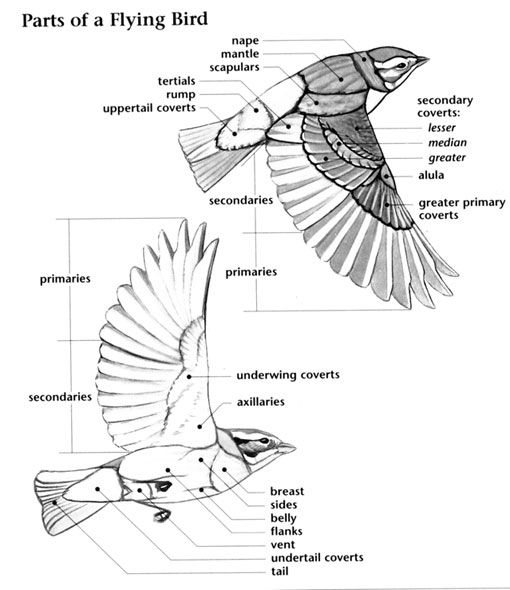 Parts of a Flying Bird
nape
mantle
scapulars
tertials
rump
uppertail coverts
secondary
coverts:
lesser
median
greater
alula
greater primary
coverts
secondaries
primaries
primaries
secondaries
underwing coverts
axillaries
breast
sides
belly
flanks
vent
undertail coverts
tail